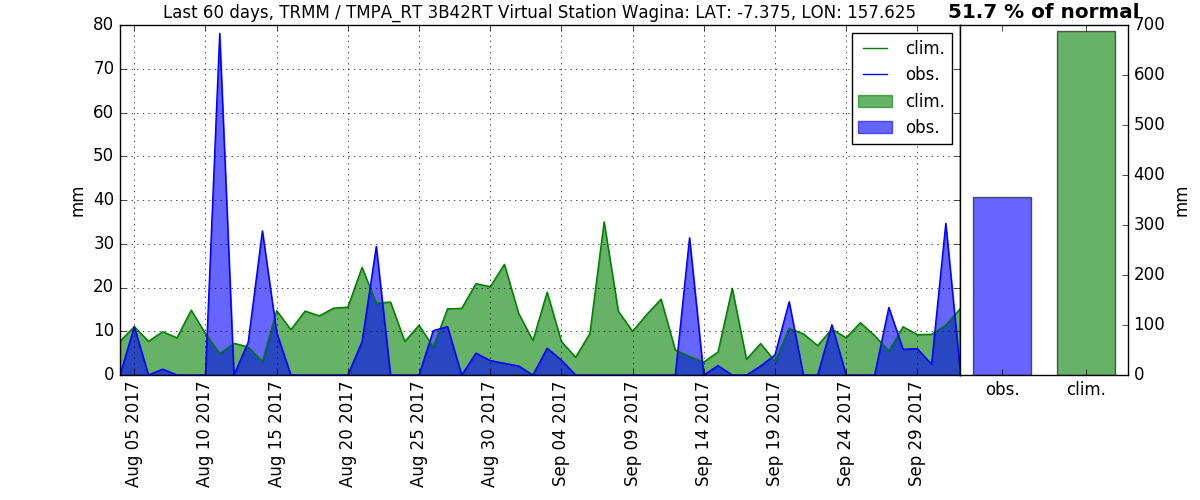 Last 60 days, TRMM / TMPA_RT 3B42RT Virtual Station Wagina: LAT: -7.375, LON: 157.625
51.7 % of normal
80
70
60
50
40
30
20
10
0
mm
clim.
obs.
clim.
obs.
Aug 05 2017
Aug 10 2017
Aug 15 2017
Aug 20 2017
Aug 25 2017
Aug 30 2017
Sep 04 2017
Sep 09 2017
Sep 14 2017
Sep 19 2017
Sep 24 2017
Sep 29 2017
700
600
500
400
300
200
100
0
mm
obs.
clim.